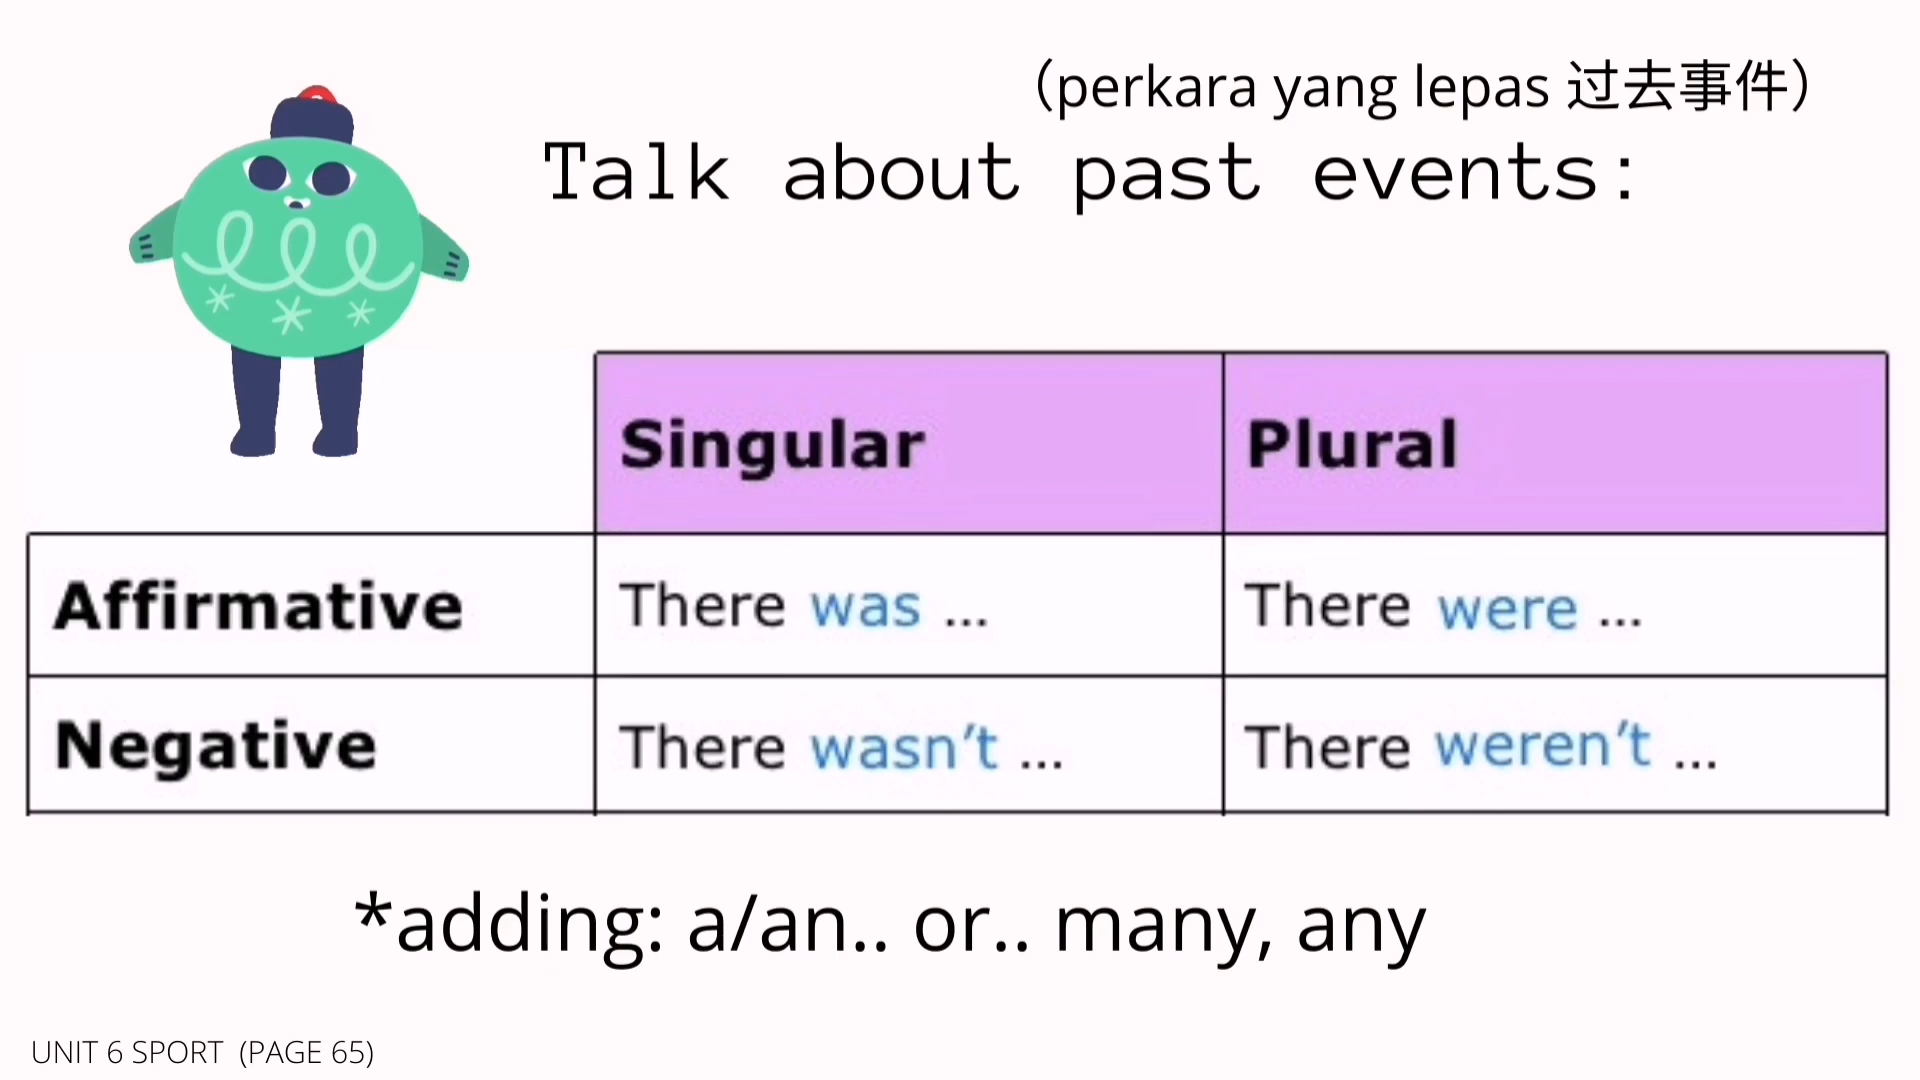 （perkara yang lepas 过去事件）
Talk about past events:
Singular Plural
Affirmative There was ... There were ...
Negative There wasn’t ... There weren’t ...
*adding: a/an.. or.. many, any
UNIT 6 SPORT (PAGE 65)